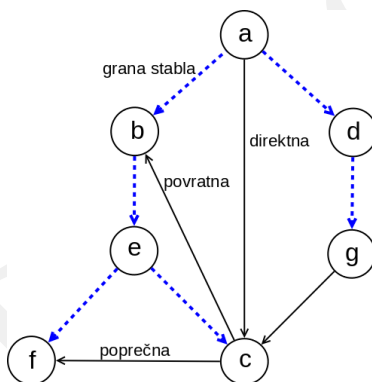 a
grana stabla
b
d
direktna
povratna
e
g
poprečna
f
c